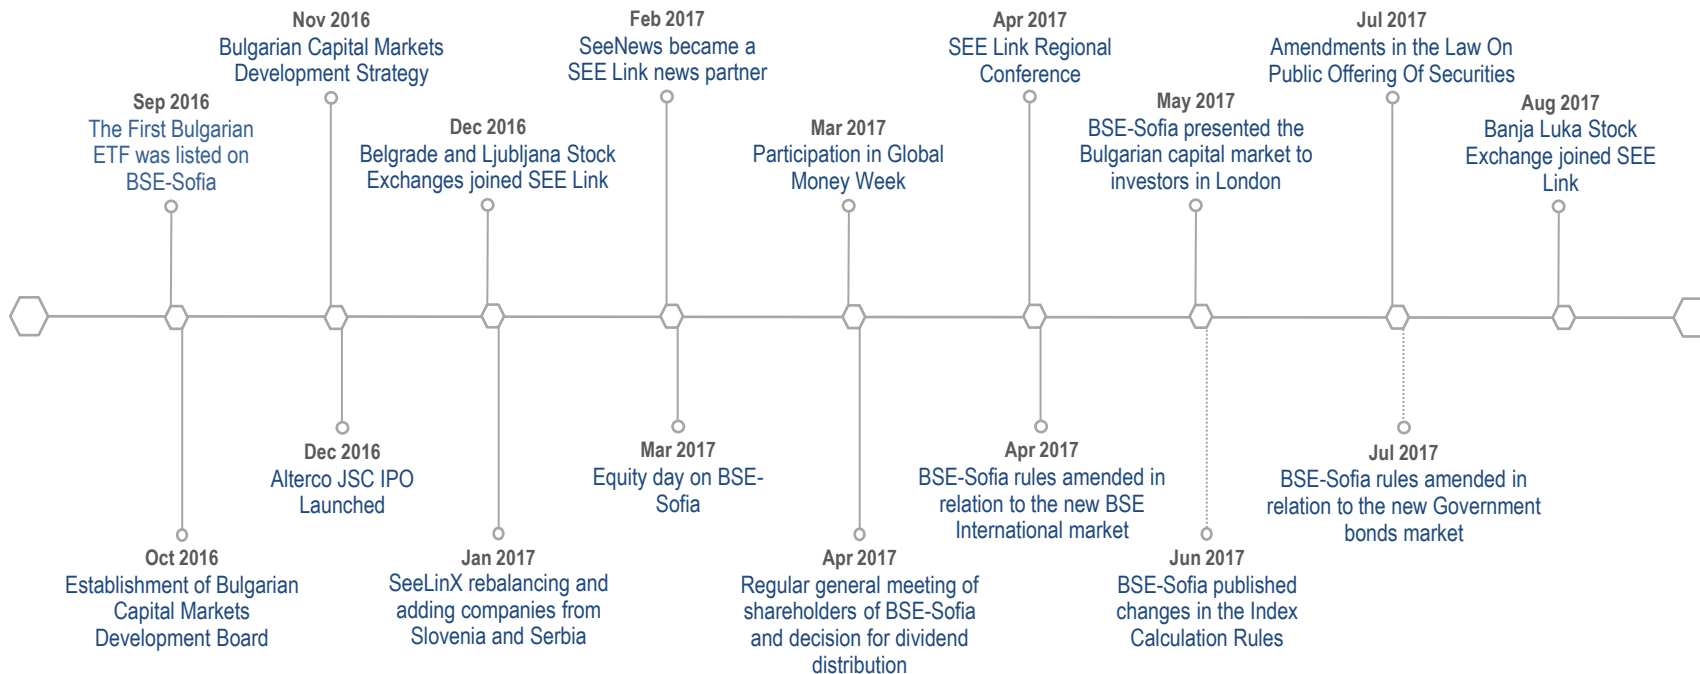 Nov 2016
Bulgarian Capital Markets
Development Strategy
Feb 2017
SeeNews became a
SEE Link news partner
Apr 2017
SEE Link Regional
Conference
Jul 2017
Amendments in the Law On
Public Offering Of Securities
Sep 2016
The First Bulgarian
ETF was listed on
BSE-Sofia
Dec 2016
Belgrade and Ljubljana Stock
Exchanges joined SEE Link
Mar 2017
Participation in Global
Money Week
May 2017
BSE-Sofia presented the
Bulgarian capital market to
investors in London
Aug 2017
Banja Luka Stock
Exchange joined SEE
Link
Dec 2016
Alterco JSC IPO
Launched
Mar 2017
Equity day on BSE-
Sofia
Apr 2017
BSE-Sofia rules amended in
relation to the new BSE
International market
Jul 2017
BSE-Sofia rules amended in
relation to the new Government
bonds market
Oct 2016
Establishment of Bulgarian
Capital Markets
Development Board
Jan 2017
SeeLinX rebalancing and
adding companies from
Slovenia and Serbia
Apr 2017
Regular general meeting of
shareholders of BSE-Sofia
and decision for dividend
distribution
Jun 2017
BSE-Sofia published
changes in the Index
Calculation Rules